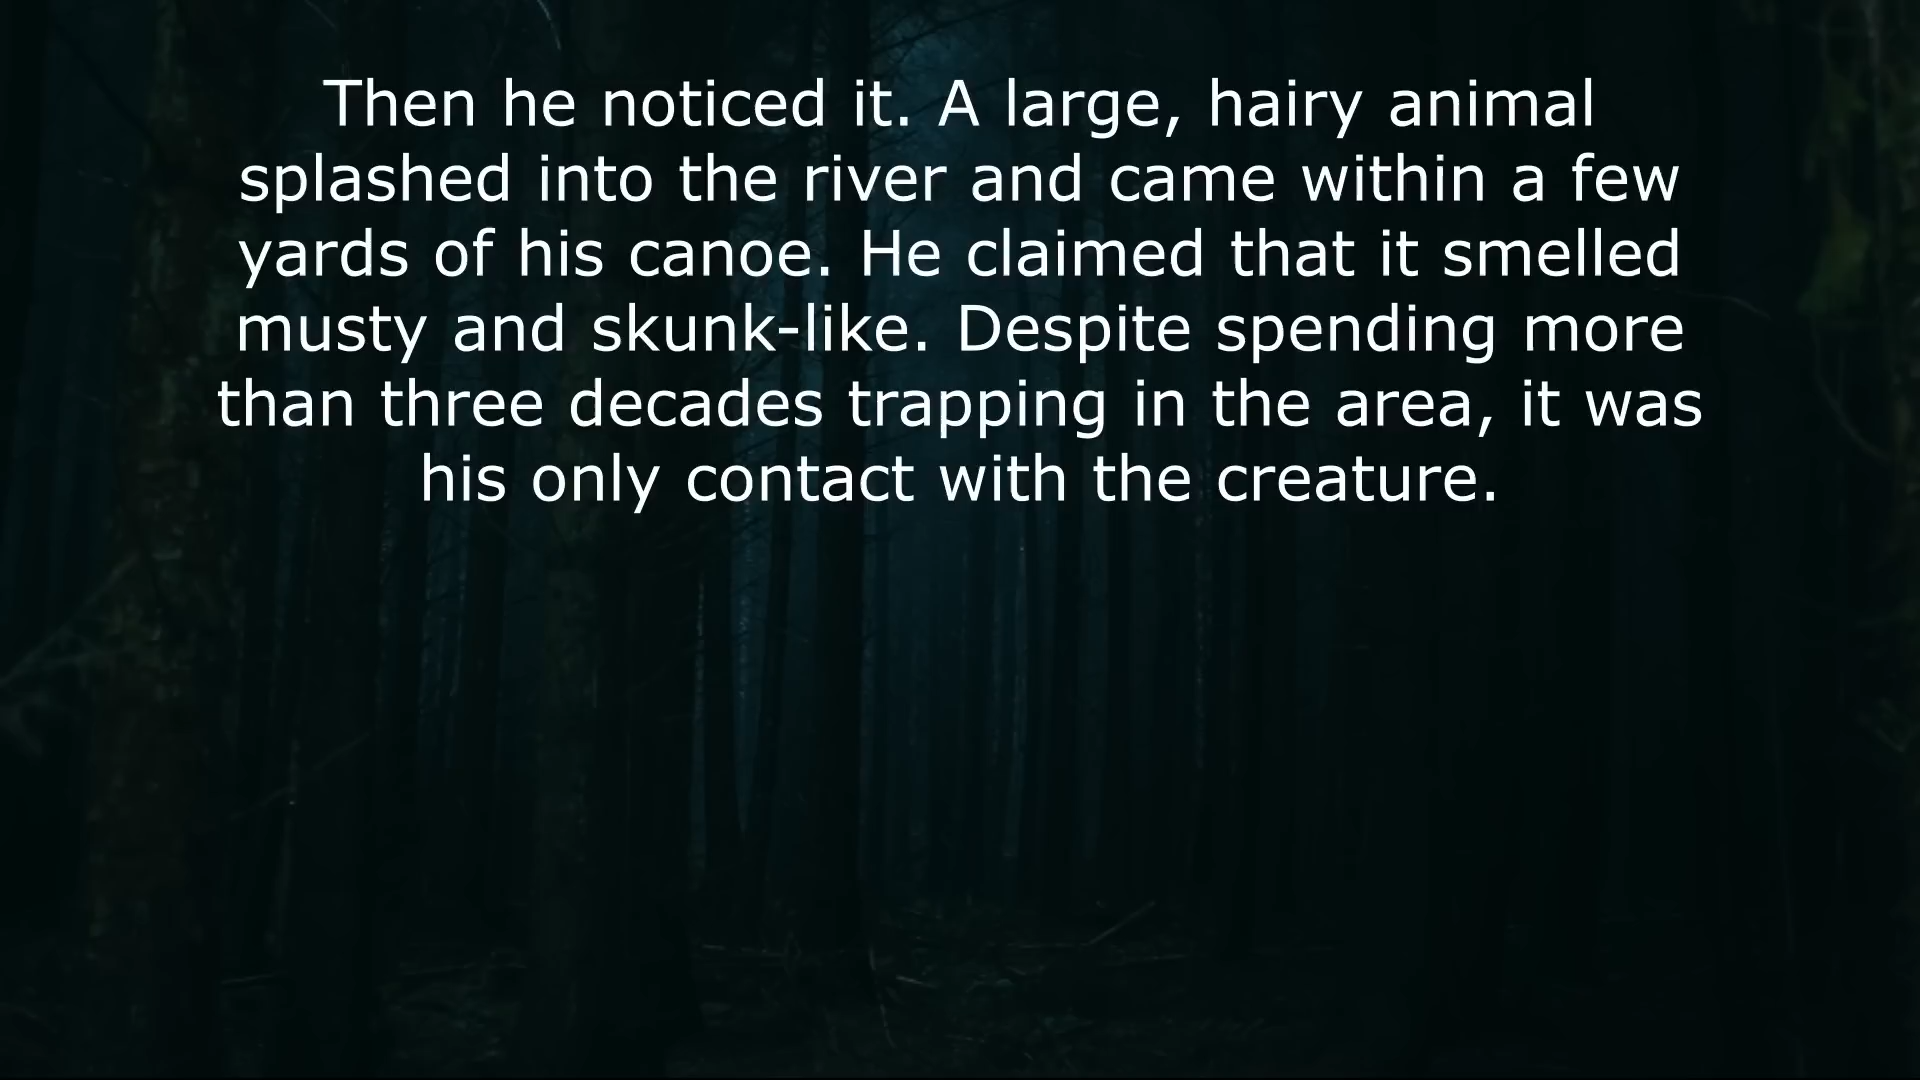 Then he noticed it. A large, hairy animal
splashed into the river and came within a few
yards of his canoe. He claimed that it smelled
musty and skunk-like. Despite spending more
than three decades trapping in the area, it was
his only contact with the creature.